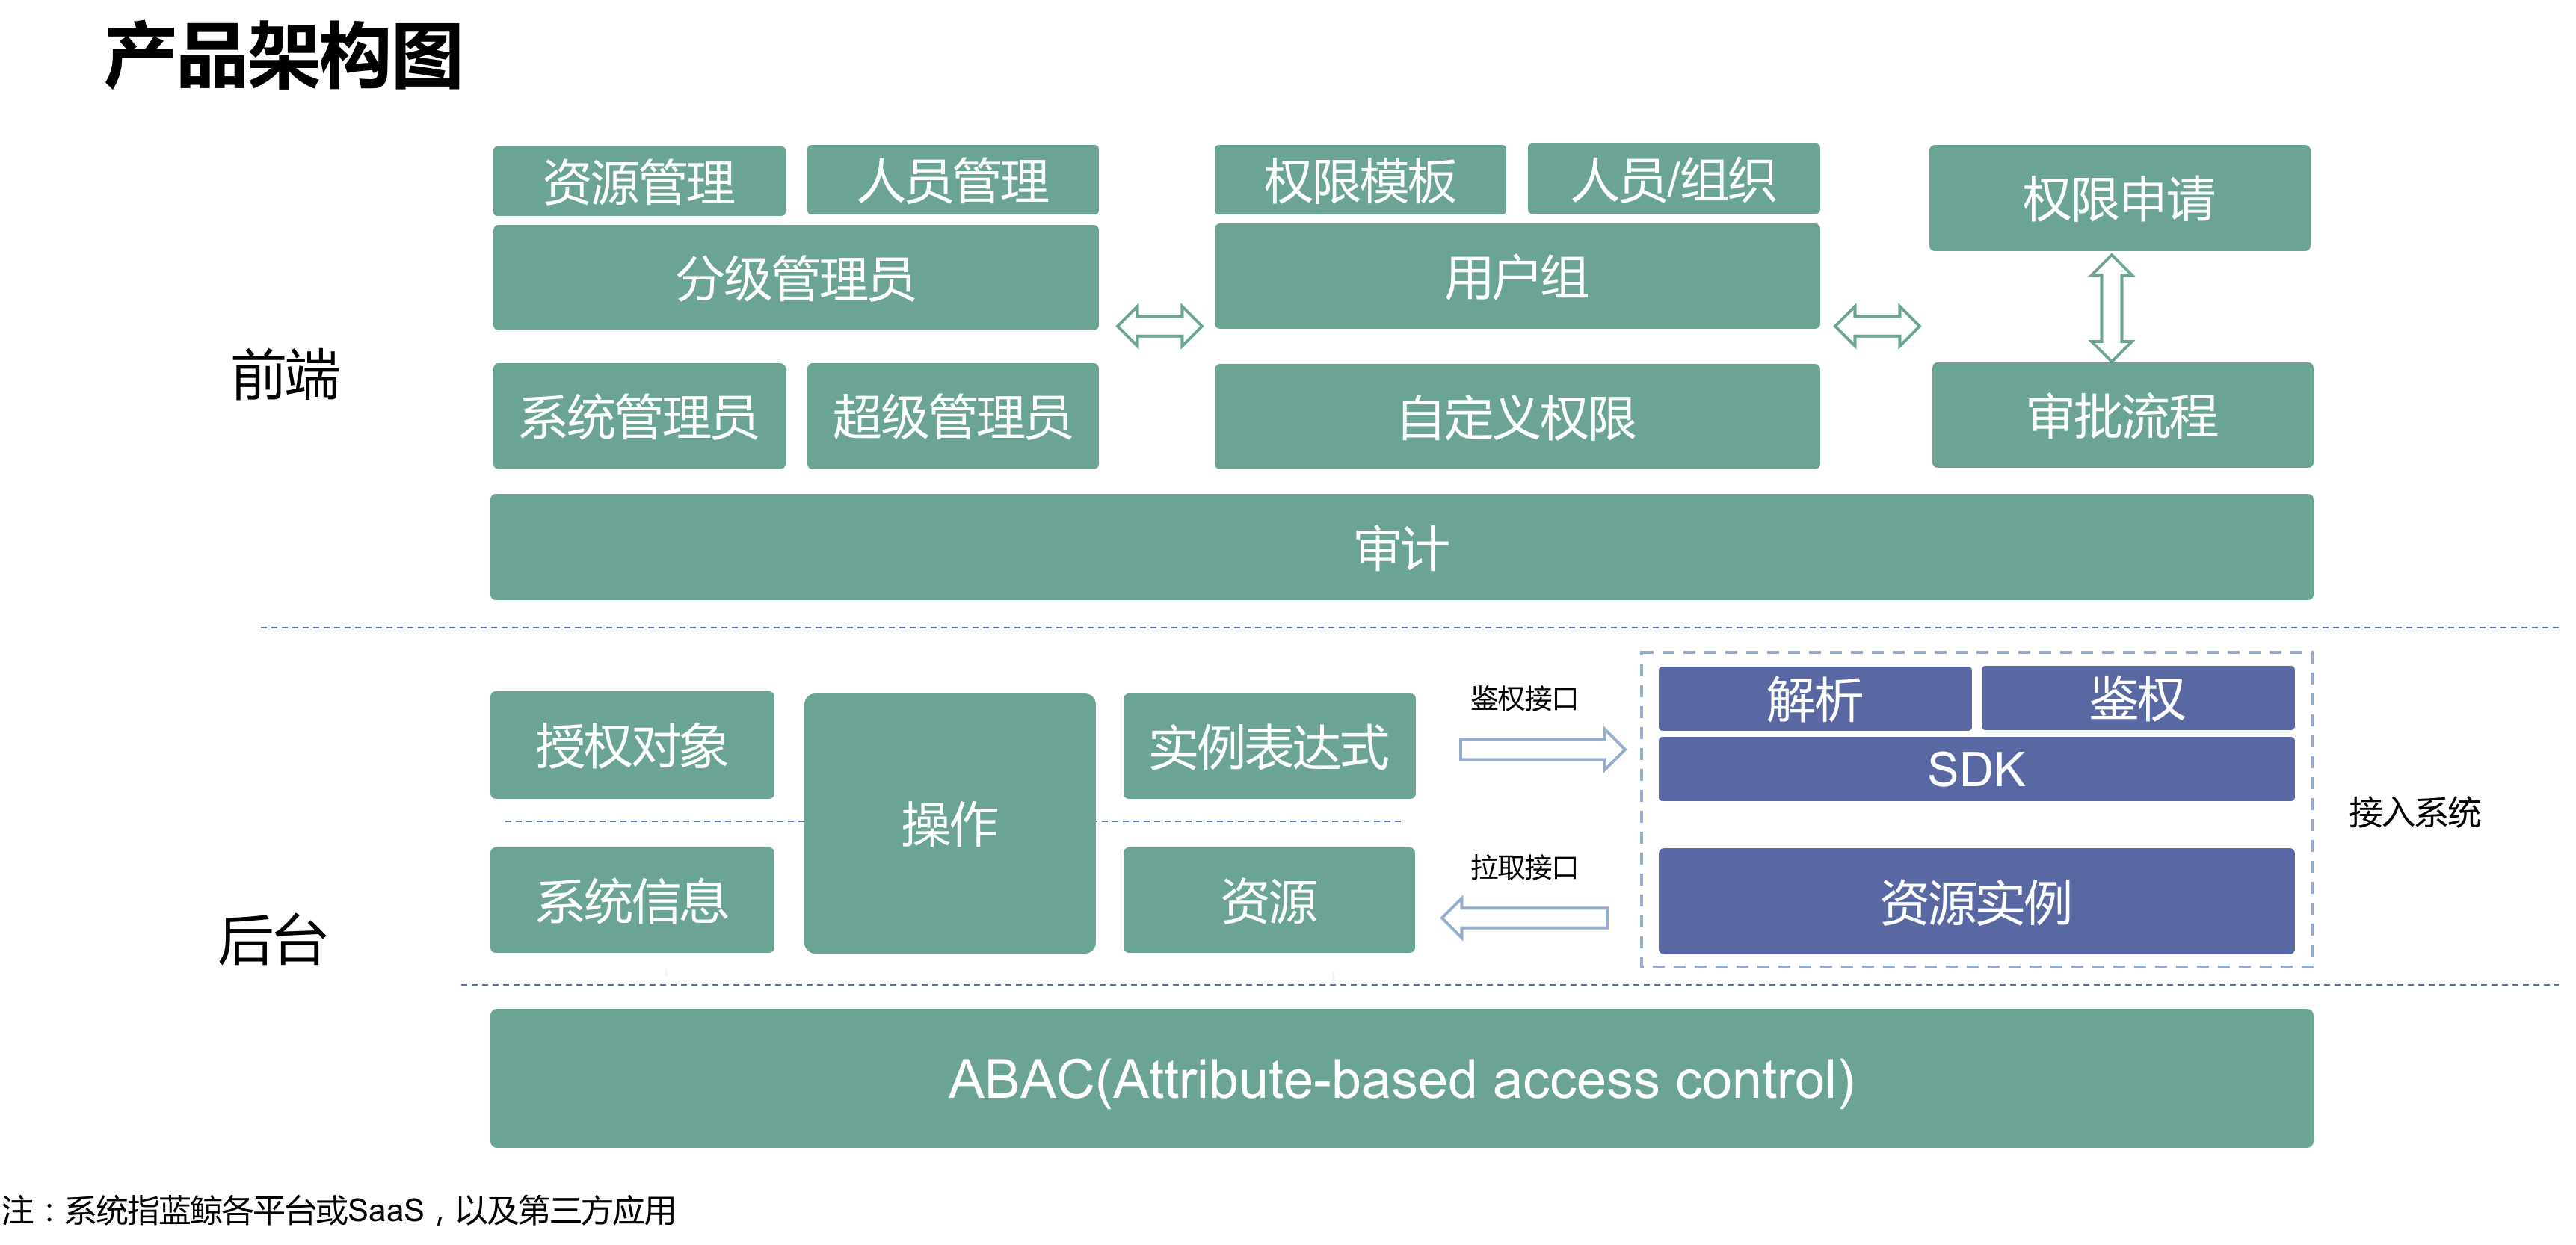 产品架构图
资源管理
人员管理
权限模板
人员/组织
权限申请
分级管理员
用户组
前端
系统管理员
超级管理员
自定义权限
审批流程
审计
授权对象
操作
实例表达式
鉴权接口
解析
鉴权
SDK
接入系统
系统信息
资源
拉取接口
资源实例
后台
ABAC(Attribute-based access control)
注：系统指蓝鲸各平台或SaaS，以及第三方应用